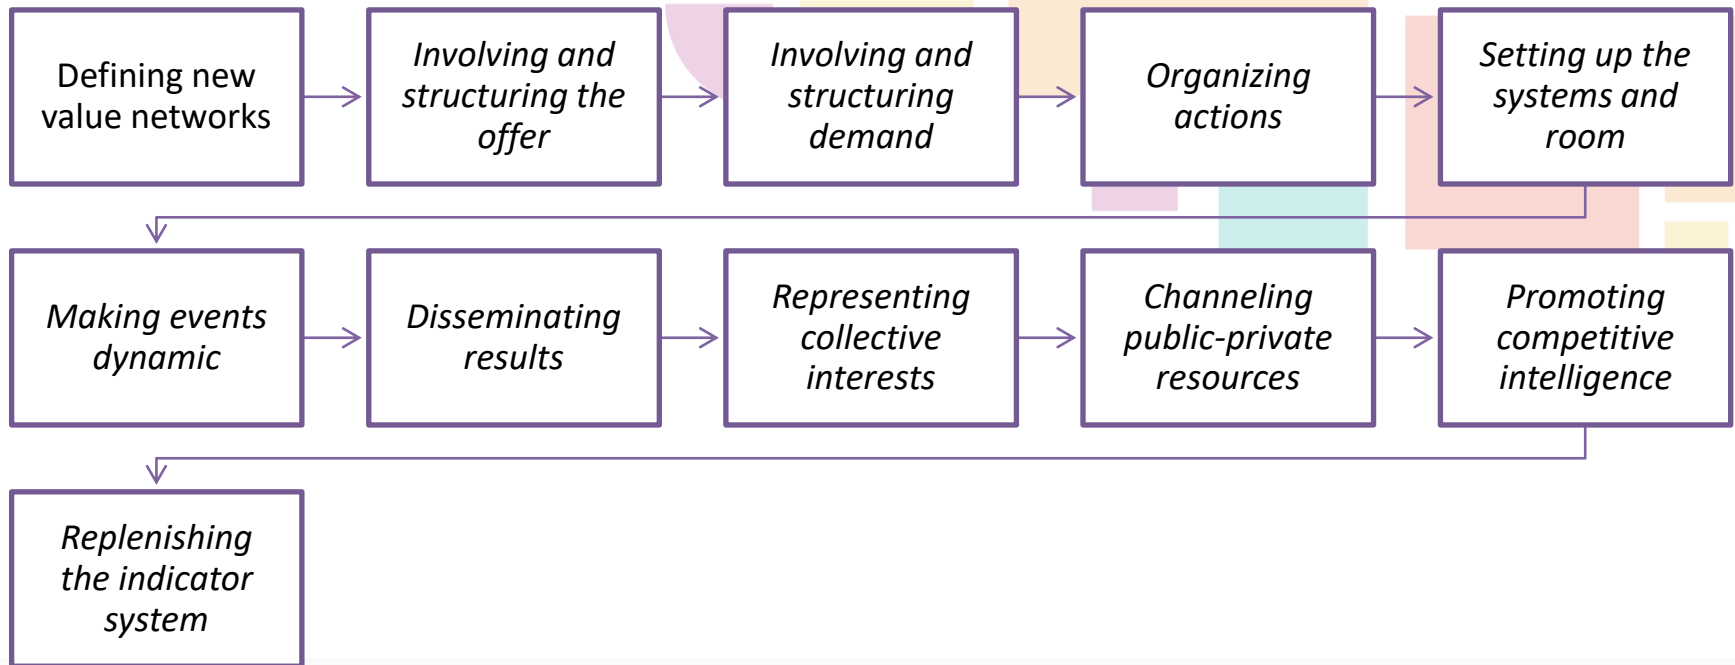 Defining new
value networks
Involving and
structuring the
offer
Involving and
structuring
demand
Organizing
actions
Setting up the
systems and
room
Making events
dynamic
Disseminating
results
Representing
collective
interests
Channeling
public-private
resources
Promoting
competitive
intelligence
Replenishing
the indicator
system